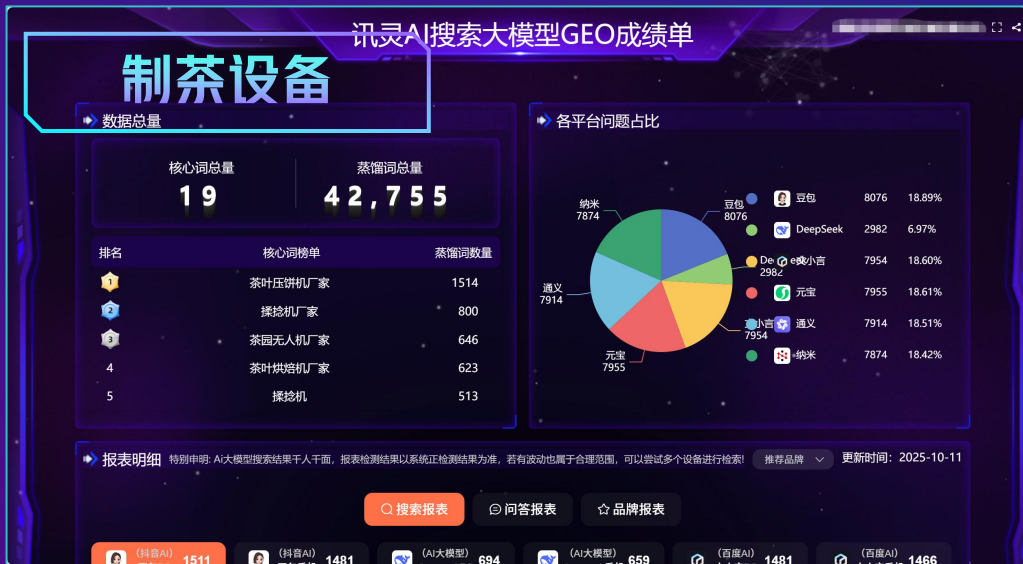 讯灵AI搜索大模型GEO成绩单
制茶设备
数据总量
核心词总量 蒸馏词总量
19 42,755
排名 核心词榜单 蒸馏词数量
1 茶叶压饼机厂家 1514
2 揉捻机厂家 800
3 茶园无人机厂家 646
4 茶叶烘焙机厂家 623
5 揉捻机 513
各平台问题占比
纳米
7874
豆包
8076
2982
通义
7914
7954
元宝
7955
豆包 8076 18.89%
DeepSeek 2982 6.97%
文小言 7954 18.60%
元宝 7955 18.61%
通义 7914 18.51%
纳米 7874 18.42%
报表明细 特别申明: Ai大模型搜索结果千人千面，报表检测结果以系统正检测结果为准，若有波动也属于合理范围，可以尝试多个设备进行检索! 推荐品牌 更新时间：2025-10-11
搜索报表 问答报表 品牌报表
（抖音AI） 1511 （抖音AI） 1481 （AI大模型） 694 （AI大模型） 659 （百度AI） 1481 （百度AI） 1466